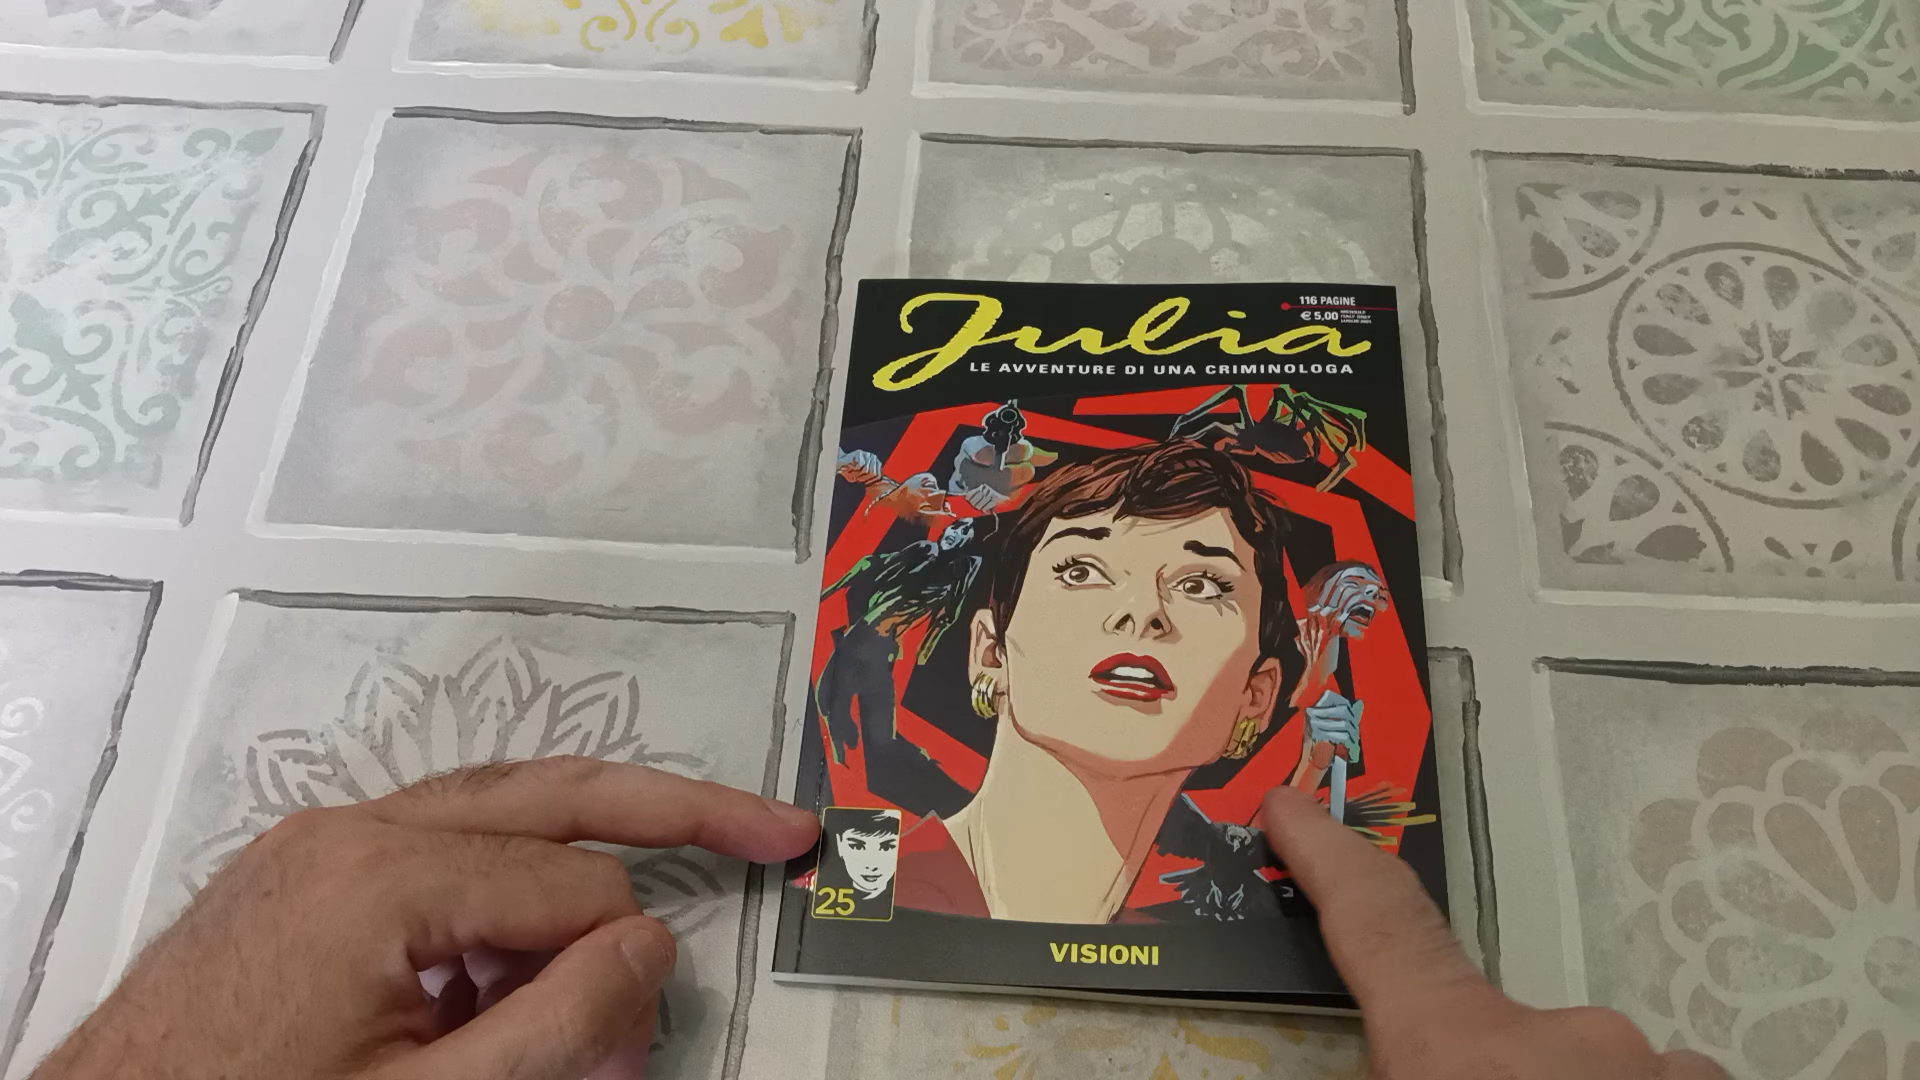 Julia
116 PAGINE
€ 5,00
LE AVVENTURE DI UNA CRIMINOLOGA
25
VISIONI